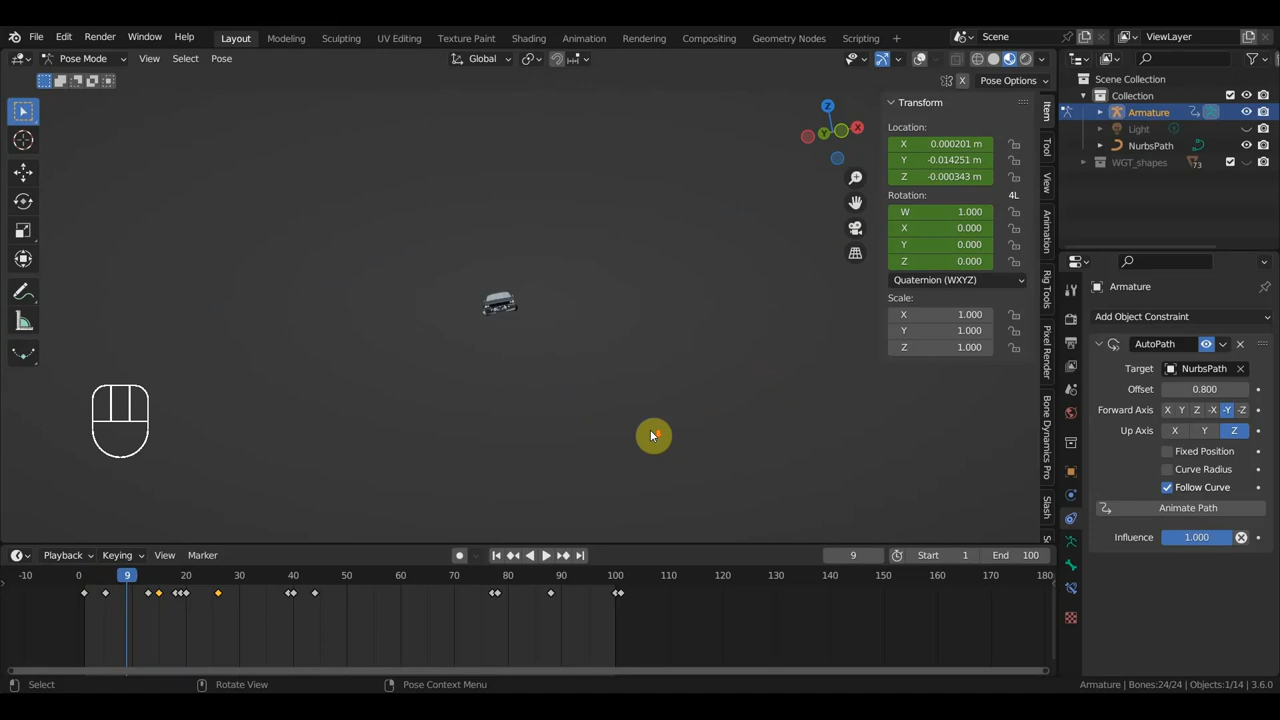 File Edit Render Window Help Layout Modeling Sculpting UV Editing Texture Paint Shading Animation Rendering Compositing Geometry Nodes Scripting + Scene ViewLayer
Pose Mode View Select Pose Global
X Pose Options
Scene Collection
Collection
Armature
Light
NurbsPath
WGT_shapes 73
Z
X
Y
Transform
Location:
X 0.000201 m
Y -0.014251 m
Z -0.000343 m
Rotation: 4L
W 1.000
X 0.000
Y 0.000
Z 0.000
Quaternion (WXYZ)
Scale:
X 1.000
Y 1.000
Z 1.000
Item
Tool
View
Animation
Rig Tools
Pixel Render
Bone Dynamics Pro
Slash
Armature
Add Object Constraint
AutoPath
Target NurbsPath
Offset 0.800
Forward Axis X Y Z -X -Y -Z
Up Axis X Y Z
Fixed Position
Curve Radius
Follow Curve
Animate Path
Influence 1.000
Playback Keying View Marker 9 Start 1 End 100
-10 0 9 20 30 40 50 60 70 80 90 100 110 120 130 140 150 160 170 180
Select Rotate View Pose Context Menu Armature | Bones:24/24 | Objects:1/14 | 3.6.0